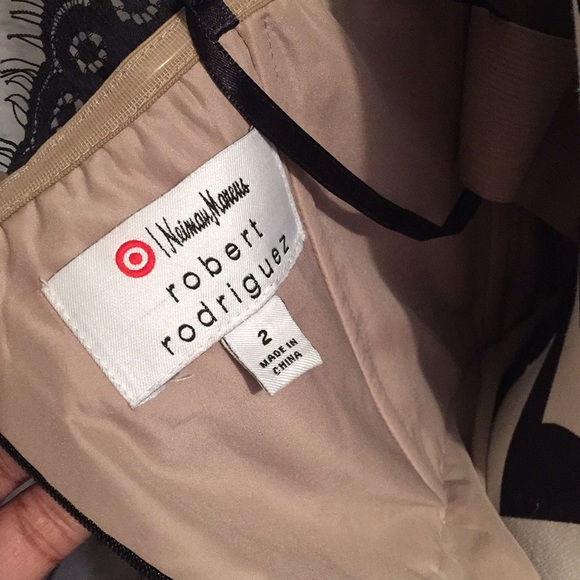 / Neiman Marcus
robert
rodriguez
2
MADE IN
CHINA